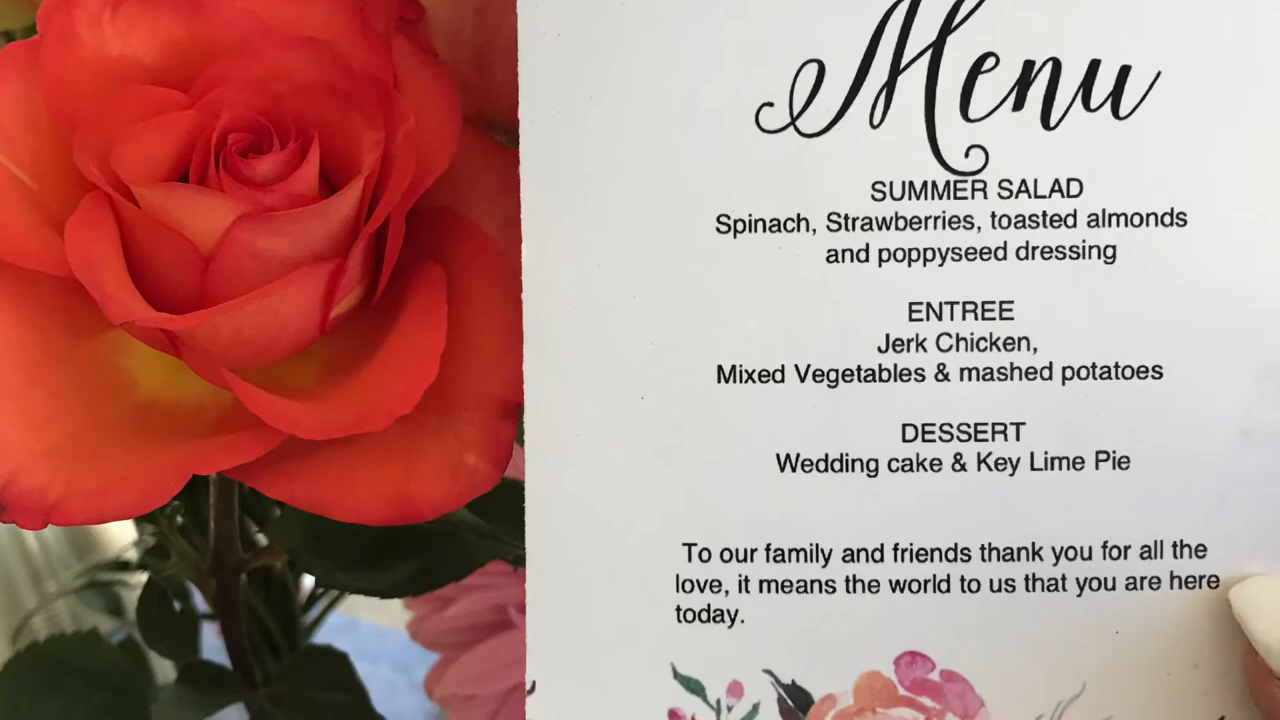 Menu
SUMMER SALAD
Spinach, Strawberries, toasted almonds
and poppyseed dressing
ENTREE
Jerk Chicken,
Mixed Vegetables & mashed potatoes
DESSERT
Wedding cake & Key Lime Pie
To our family and friends thank you for all the
love, it means the world to us that you are here
today.